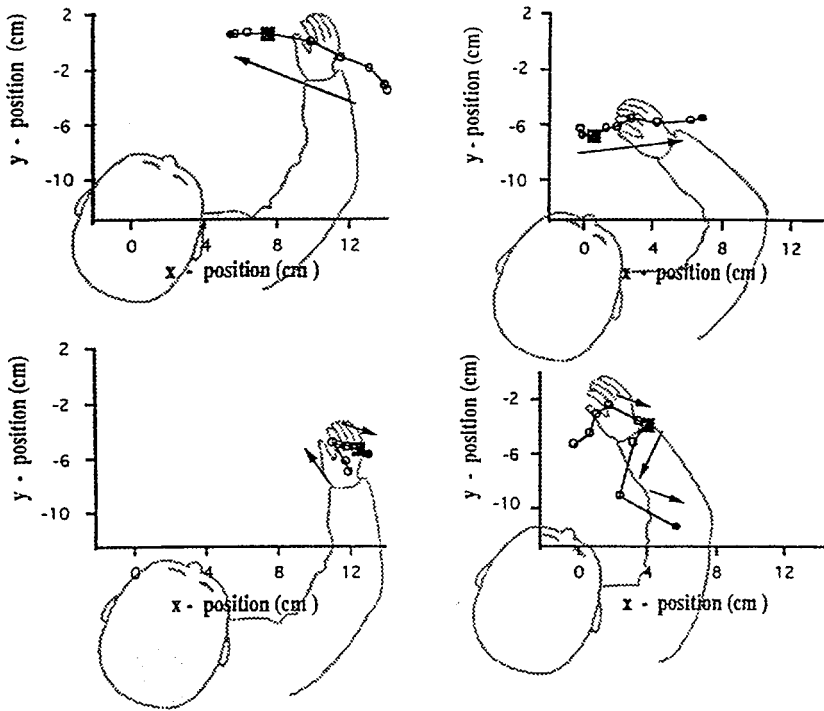 2
-2
-6
-10
y - position (cm)
0 4 8 12
x - position (cm )
2
-2
-6
-10
y - position (cm)
0 4 8 12
x - position (cm )
2
-2
-6
-10
y - position (cm)
0 4 8 12
x - position (cm )
2
-2
-6
-10
y - position (cm)
0 4 8 12
x - position (cm )